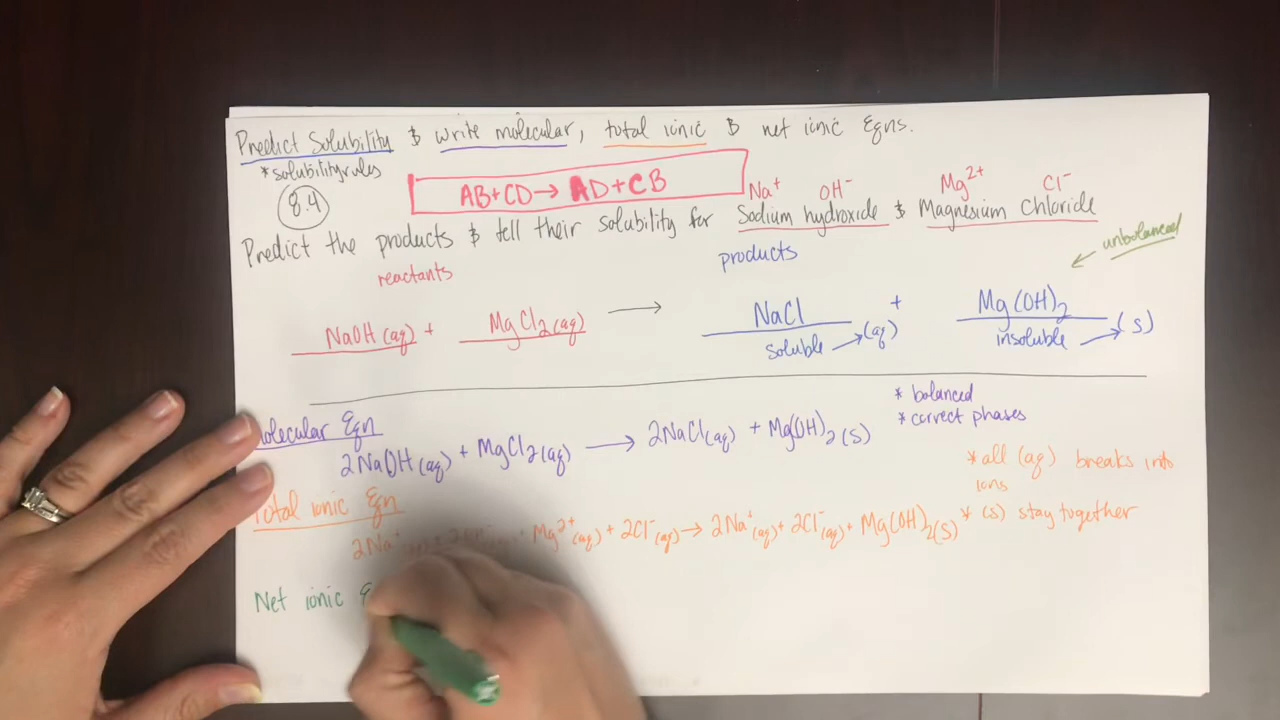 Predict Solubility & write molecular, total ionic & net ionic Eqns.
* solubility rules
8.4
AB+CD→ AD+CB
Na⁺ OH⁻ Mg²⁺ Cl⁻
Predict the products & tell their solubility for Sodium hydroxide & Magnesium Chloride
unbalanced
reactants products
NaOH (aq) + MgCl₂(aq) → NaCl + Mg(OH)₂
soluble → (aq) insoluble → (s)
Molecular Eqn
* balanced
* correct phases
2NaOH(aq) + MgCl₂(aq) → 2NaCl(aq) + Mg(OH)₂(s)
* all (aq) breaks into
ions
Total ionic Eqn
* (s) stay together
2Na⁺ + Mg²⁺(aq) + 2Cl⁻(aq) → 2Na⁺(aq) + 2Cl⁻(aq) + Mg(OH)₂(s)
Net ionic